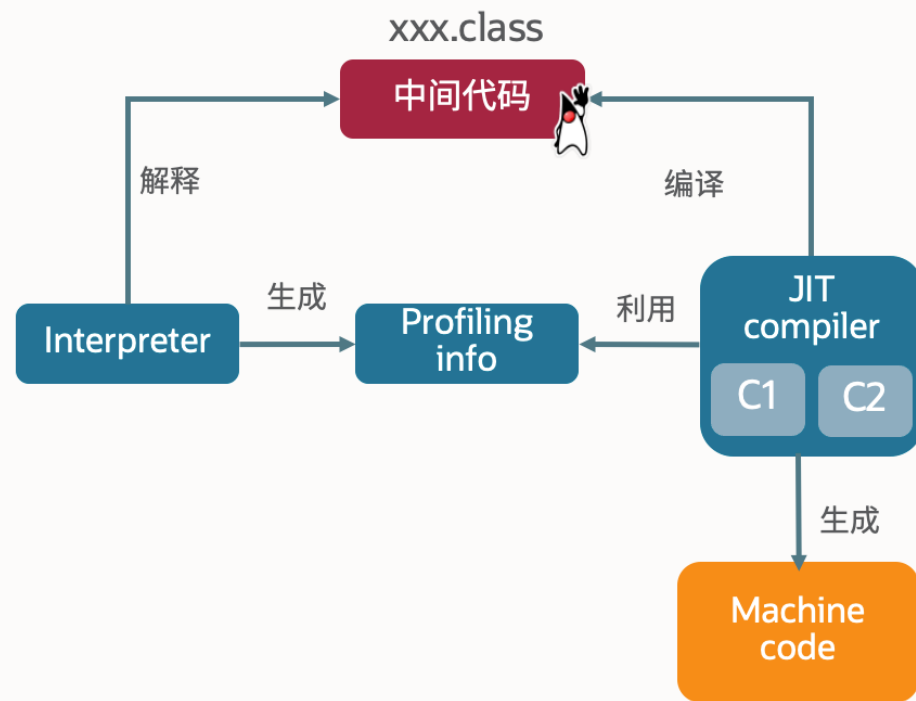 xxx.class
中间代码
解释
编译
生成
利用
JIT
compiler
Interpreter
Profiling
info
C1
C2
生成
Machine
code